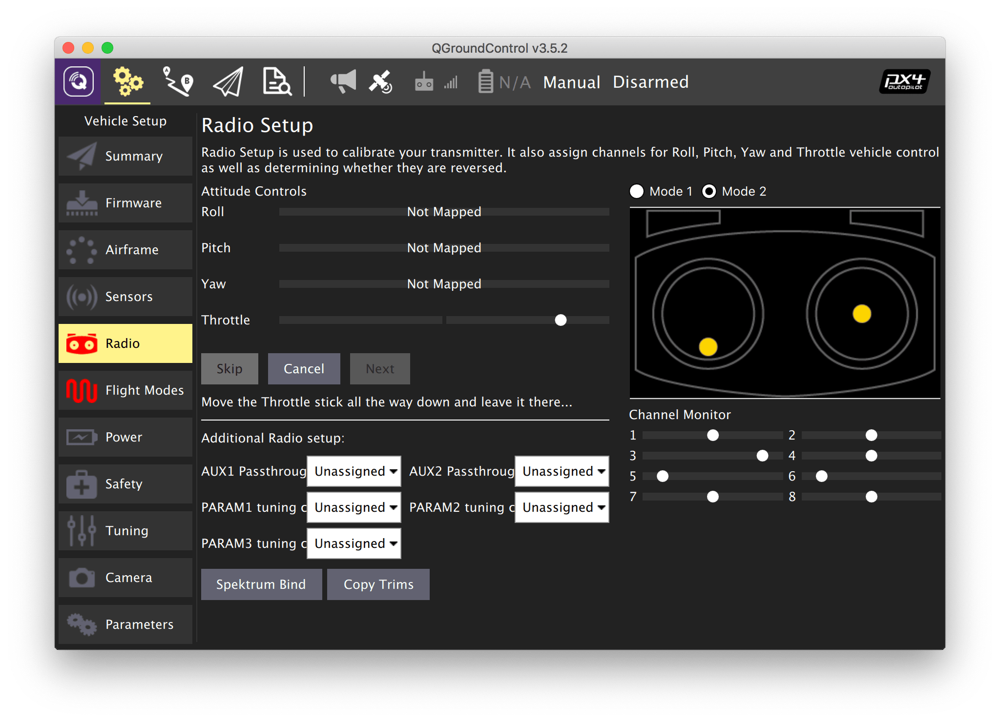 QGroundControl v3.5.2
A
B
N/A Manual Disarmed
px4
autopilot
Vehicle Setup
Summary
Firmware
Airframe
Sensors
Radio
Flight Modes
Power
Safety
Tuning
Camera
Parameters
Radio Setup
Radio Setup is used to calibrate your transmitter. It also assign channels for Roll, Pitch, Yaw and Throttle vehicle control
as well as determining whether they are reversed.
Attitude Controls
Roll Not Mapped
Pitch Not Mapped
Yaw Not Mapped
Throttle
Skip Cancel Next
Move the Throttle stick all the way down and leave it there...
Additional Radio setup:
AUX1 Passthroug Unassigned AUX2 Passthroug Unassigned
PARAM1 tuning c Unassigned PARAM2 tuning c Unassigned
PARAM3 tuning c Unassigned
Spektrum Bind Copy Trims
Mode 1 Mode 2
Channel Monitor
1 2
3 4
5 6
7 8